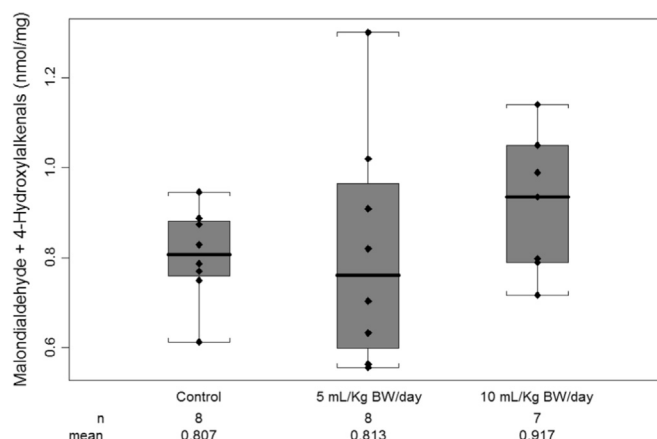 Malondialdehyde + 4-Hydroxylalkenals (nmol/mg)
1.2
1.0
0.8
0.6
Control 5 mL/Kg BW/day 10 mL/Kg BW/day
n 8 8 7
mean 0.807 0.813 0.917